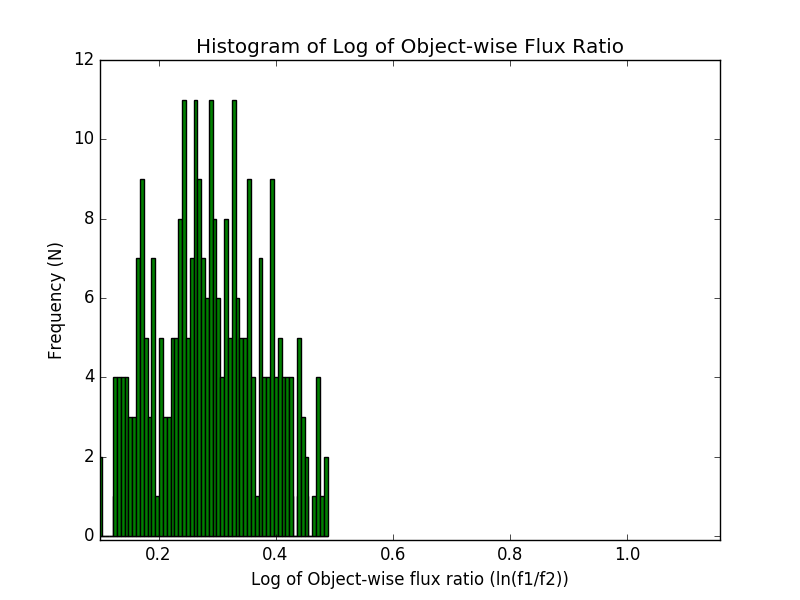 Histogram of Log of Object-wise Flux Ratio
12
10
8
6
4
2
0
Frequency (N)
0.2 0.4 0.6 0.8 1.0
Log of Object-wise flux ratio (ln(f1/f2))